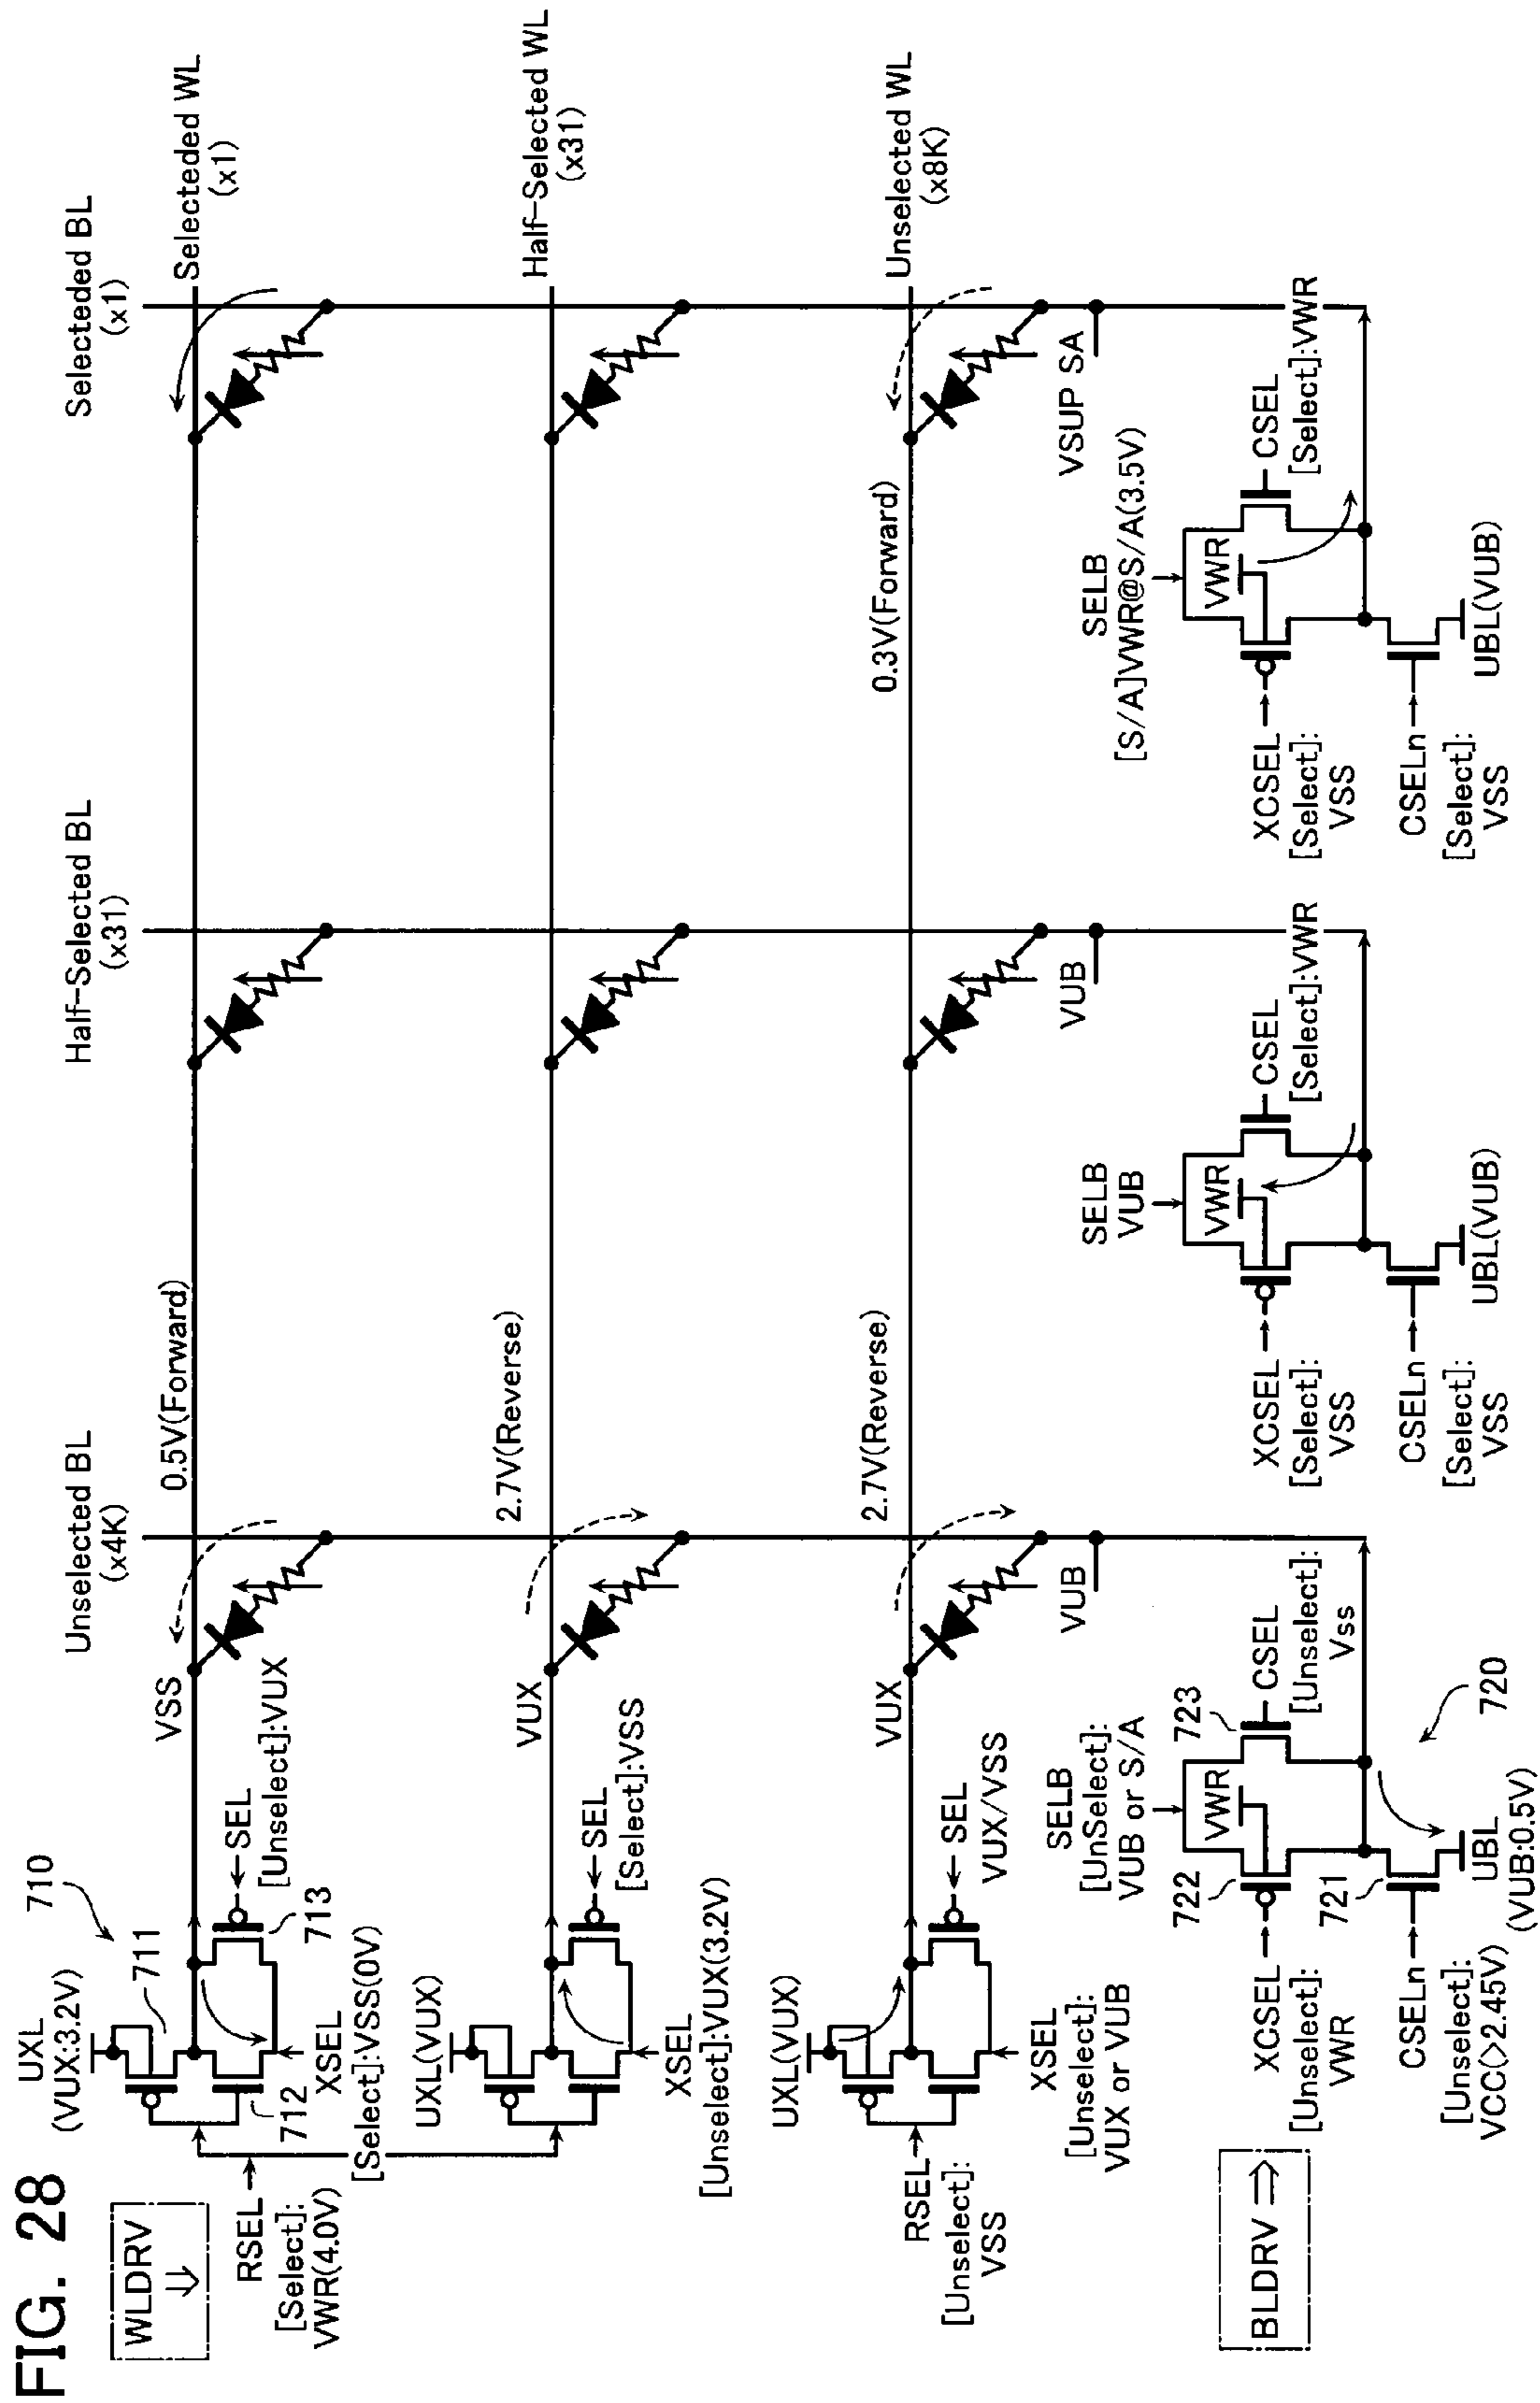 FIG. 28
Unselected BL
(x4K)
Half-Selected BL
(x31)
Selecteded BL
(x1)
WLDRV
710
UXL
(VUX:3.2V)
711
712
713
RSEL
[Select]:
VWR(4.0V)
XSEL
[Select]:VSS(0V)
SEL
[Unselect]:VUX
VSS
0.5V(Forward)
Selecteded WL
(x1)
UXL(VUX)
XSEL
[Unselect]:VUX(3.2V)
SEL
[Select]:VSS
VUX
2.7V(Reverse)
Half-Selected WL
(x31)
UXL(VUX)
RSEL
[Unselect]:
VSS
XSEL
[Unselect]:
VUX or VUB
SEL
VUX/VSS
VUX
2.7V(Reverse)
0.3V(Forward)
Unselected WL
(x8K)
VUB
VUB
VSUP SA
BLDRV
SELB
[UnSelect]:
VUB or S/A
722
VWR
723
XCSEL
[Unselect]:
VWR
CSEL
[Unselect]:
Vss
721
CSELn
[Unselect]:
VCC(>2.45V)
UBL
(VUB:0.5V)
720
SELB
VUB
VWR
XCSEL
[Select]:
VSS
CSEL
[Select]:VWR
CSELn
[Select]:
VSS
UBL(VUB)
SELB
[S/A]VWR@S/A(3.5V)
VWR
XCSEL
[Select]:
VSS
CSEL
[Select]:VWR
CSELn
[Select]:
VSS
UBL(VUB)